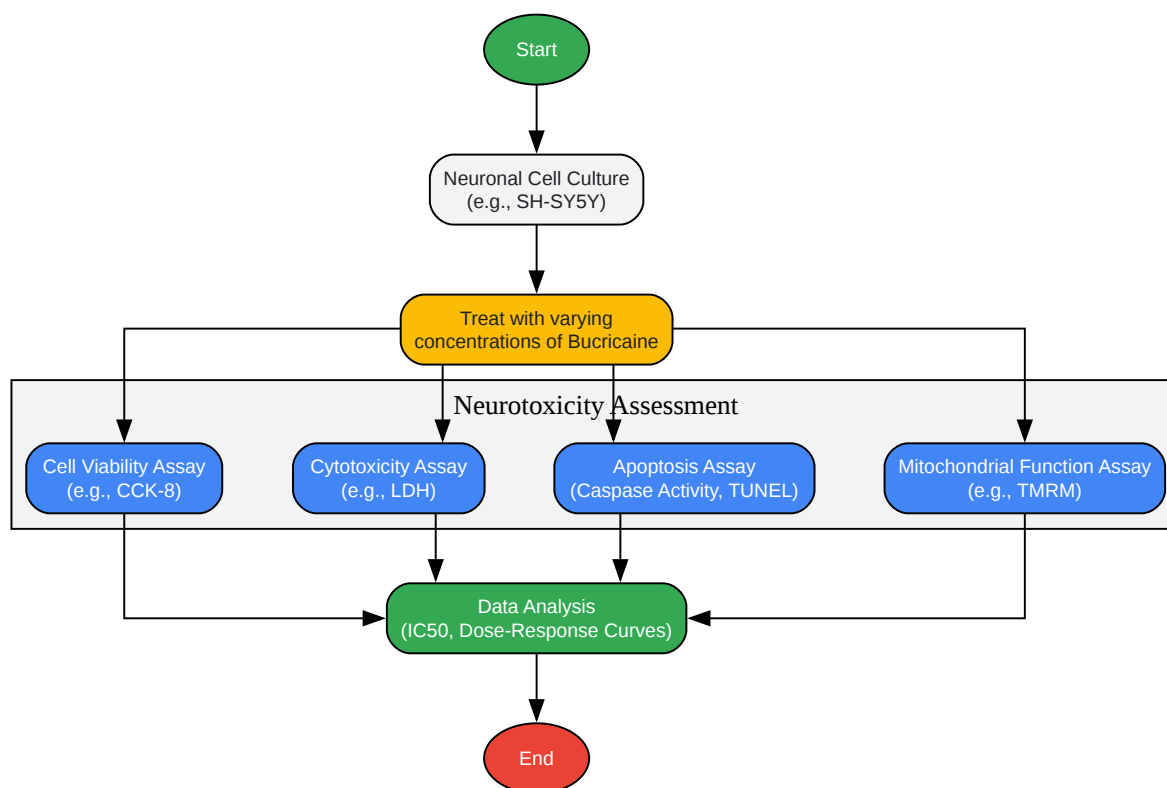 Start
Neuronal Cell Culture
(e.g., SH-SY5Y)
Treat with varying
concentrations of Bucricaine
Neurotoxicity Assessment
Cell Viability Assay
(e.g., CCK-8)
Cytotoxicity Assay
(e.g., LDH)
Apoptosis Assay
(Caspase Activity, TUNEL)
Mitochondrial Function Assay
(e.g., TMRM)
Data Analysis
(IC50, Dose-Response Curves)
End